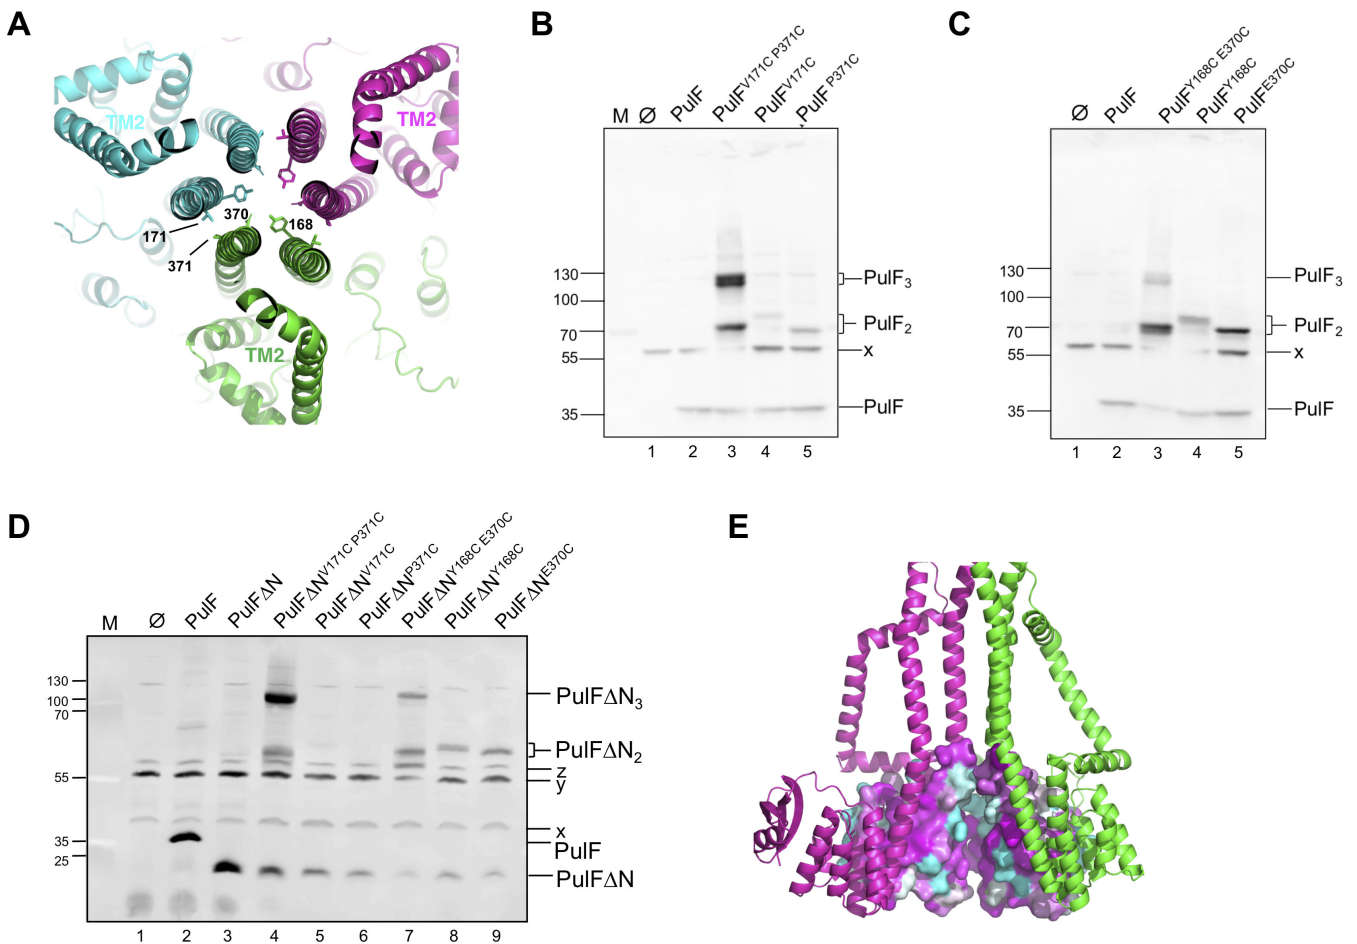 A
TM2
TM2
370
168
171
371
TM2
B
M Ø PulF PulF^V171C P371C PulF^V171C PulF^P371C
130
100
70
55
35
PulF₃
PulF₂
x
PulF
1 2 3 4 5
C
Ø PulF PulF^Y168C E370C PulF^Y168C PulF^E370C
130
100
70
55
35
PulF₃
PulF₂
x
PulF
1 2 3 4 5
D
M Ø PulF PulFΔN PulFΔN^V171C P371C PulFΔN^V171C PulFΔN^P371C PulFΔN^Y168C E370C PulFΔN^Y168C PulFΔN^E370C
130
100
70
55
35
25
PulFΔN₃
PulFΔN₂
z
y
x
PulF
PulFΔN
1 2 3 4 5 6 7 8 9
E